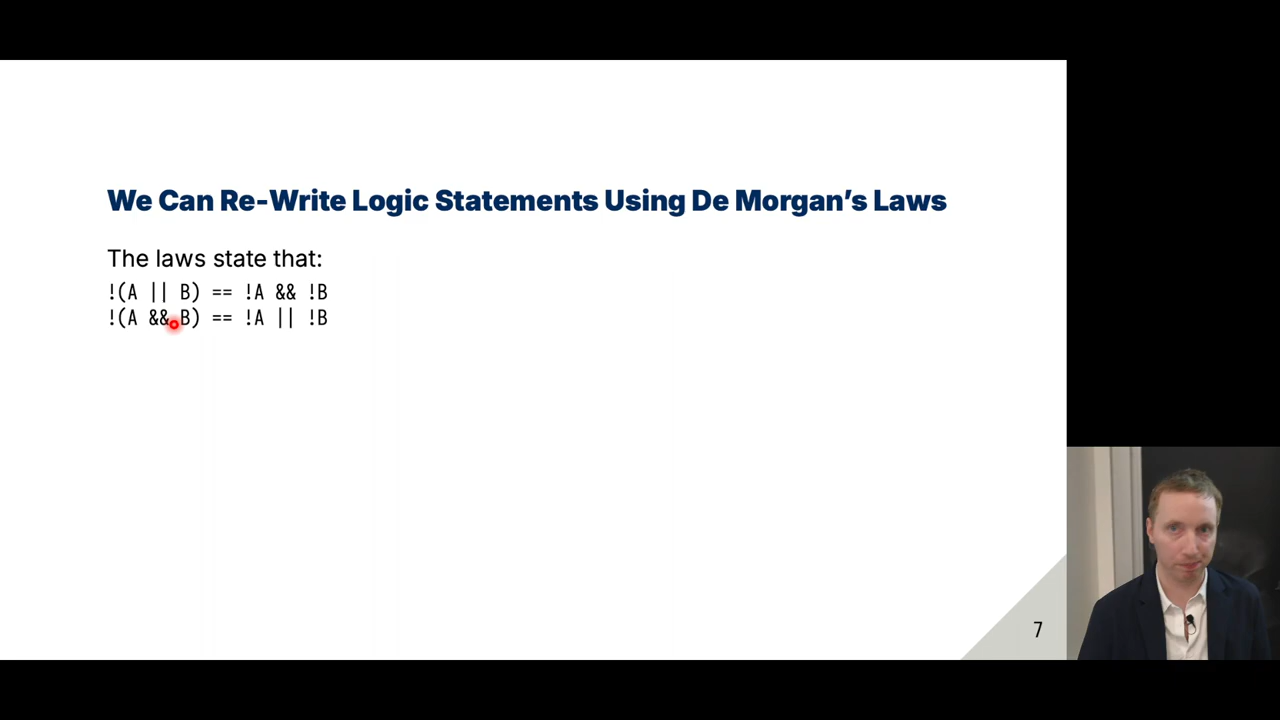 We Can Re-Write Logic Statements Using De Morgan’s Laws
The laws state that:
!(A || B) == !A && !B
!(A && B) == !A || !B
7